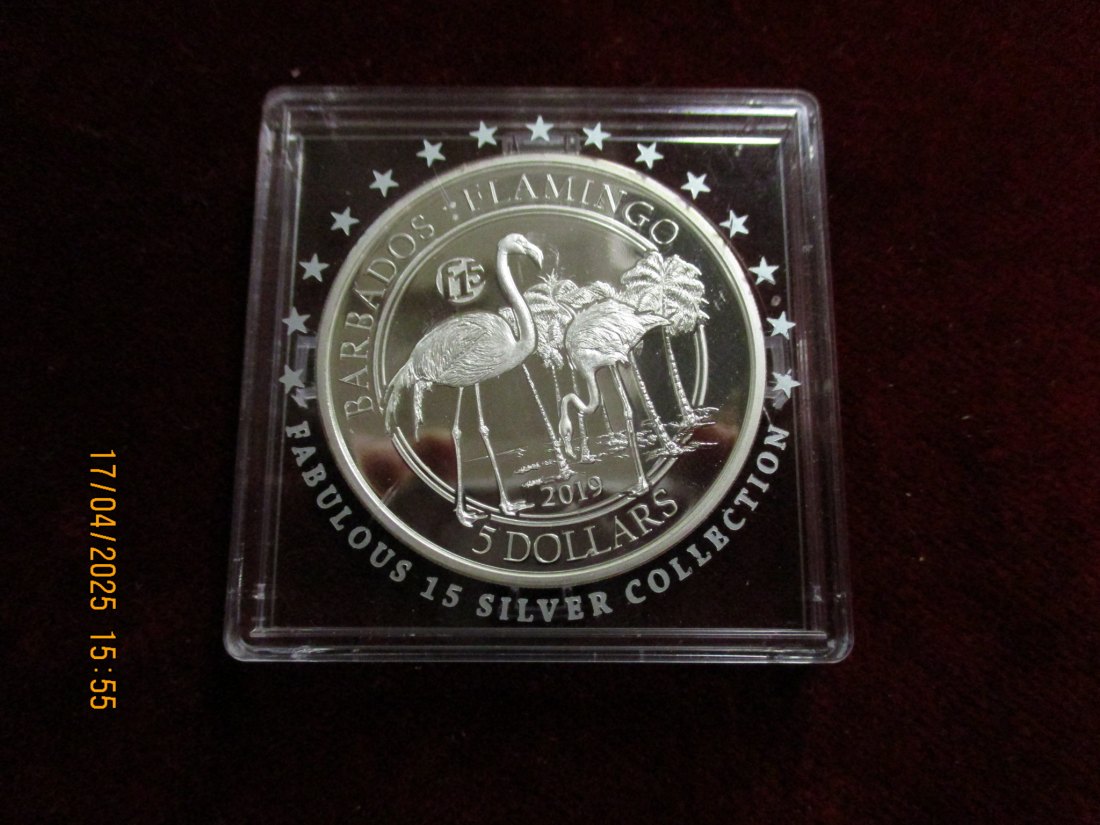 BARBADOS : FLAMINGO
F15
2019
5 DOLLARS
FABULOUS 15 SILVER COLLECTION
17/04/2025 15:55